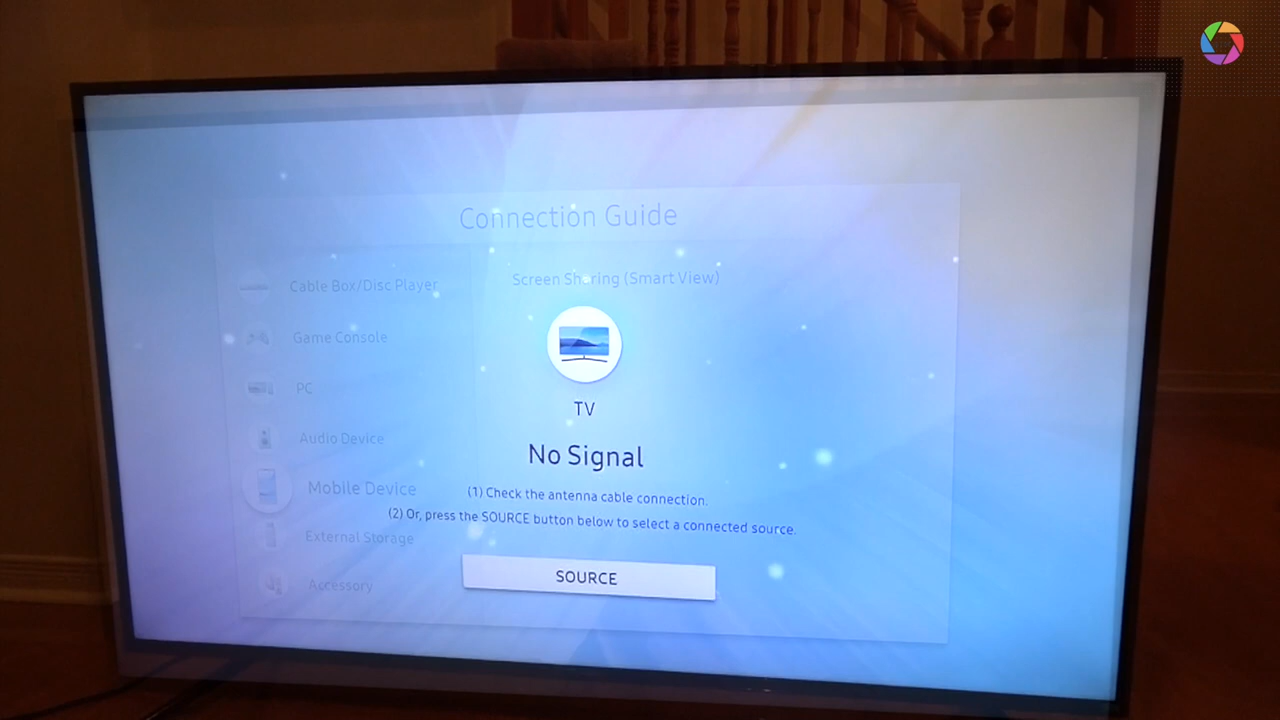 Connection Guide
Cable Box/Disc Player
Screen Sharing (Smart View)
Game Console
PC
TV
Audio Device
No Signal
Mobile Device
(1) Check the antenna cable connection.
(2) Or, press the SOURCE button below to select a connected source.
External Storage
SOURCE
Accessory